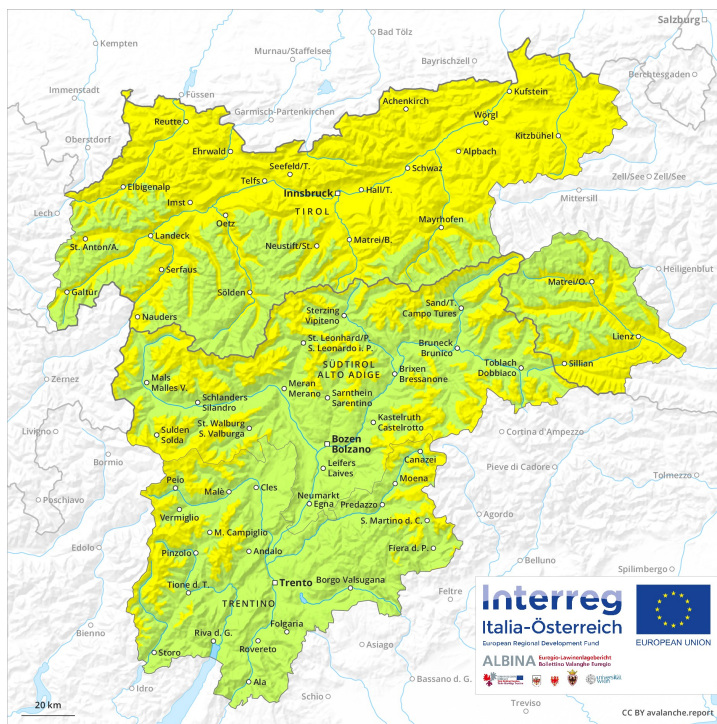 Salzburg
Kempten
Bad Tölz
Murnau/Staffelsee
Bayrischzell
Berchtesgaden
Immenstadt
Füssen
Garmisch-Partenkirchen
Achenkirch
Kufstein
Reutte
Wörgl
Oberstdorf
Ehrwald
Kitzbühel
Seefeld/T.
Alpbach
Schwaz
Zell/See
Zell/See
Elbigenalp
Telfs
Innsbruck
Hall/T.
Mittersill
Lech
Imst
TIROL
Oetz
Mayrhofen
St. Anton/A.
Landeck
Neustift/St.
Matrei/B.
Serfaus
Heiligenblut
Galtür
Sölden
Matrei/O.
Nauders
Sand/T.
Campo Tures
Sterzing
Vipiteno
Lienz
St. Leonhard/P.
S. Leonardo i. P.
Bruneck
Brunico
Toblach
Dobbiaco
Sillian
SÜDTIROL
ALTO ADIGE
Brixen
Bressanone
Zernez
Mals
Malles V.
Meran
Merano
Schlanders
Silandro
Sarnthein
Sarentino
St. Walburg
S. Valburga
Kastelruth
Castelrotto
Cortina d'Ampezzo
Livigno
Sulden
Solda
Bozen
Bolzano
Bormio
Canazei
Pieve di Cadore
Leifers
Laives
Tolmezzo
Poschiavo
Peio
Malè
Cles
Moena
Neumarkt
Egna
Predazzo
Vermiglio
Agordo
S. Martino d. C.
M. Campiglio
Edolo
Pinzolo
Andalo
Fiera d. P.
Belluno
Spilimbergo
Tione d. T.
Trento
Borgo Valsugana
Feltre
TRENTINO
Folgaria
Bienno
Riva d. G.
Rovereto
Asiago
Storo
Idro
Ala
Schio
Bassano d. G.
Treviso
20 km
Interreg
Italia-Österreich
European Regional Development Fund
EUROPEAN UNION
ALBINA
Euregio-Lawinenlagebericht
Bollettino Valanghe Euregio
CC BY avalanche.report